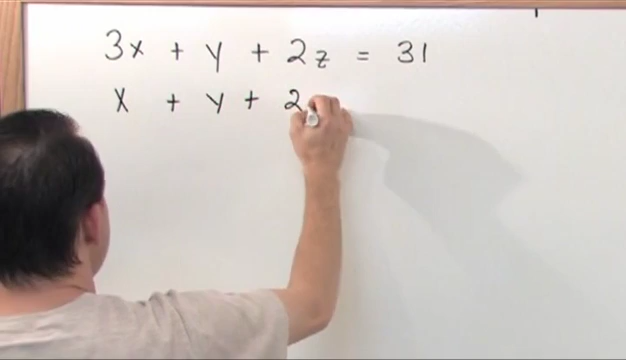 3x + y + 2z = 31
x + y + 2